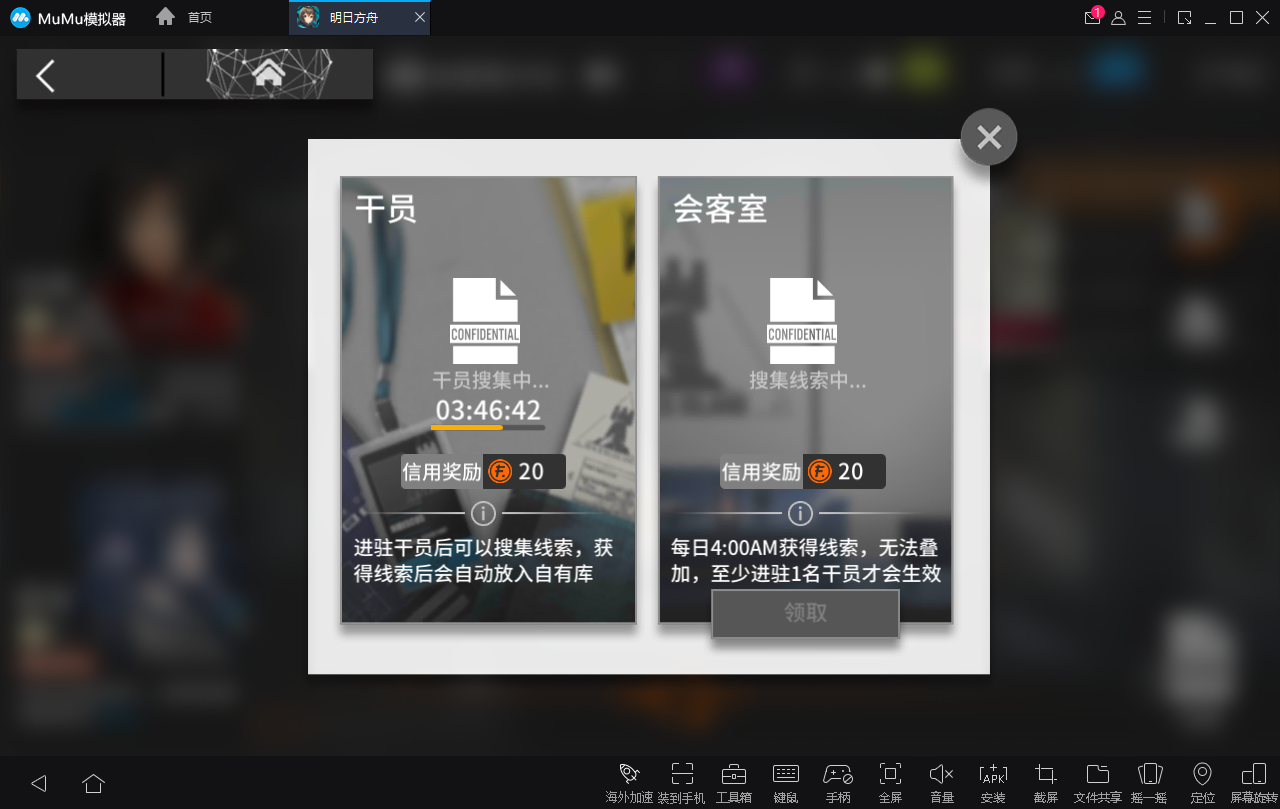 MuMu模拟器
首页
明日方舟
1
干员
CONFIDENTIAL
干员搜集中...
03:46:42
信用奖励 20
进驻干员后可以搜集线索，获
得线索后会自动放入自有库
会客室
CONFIDENTIAL
搜集线索中...
信用奖励 20
每日4:00AM获得线索，无法叠
加，至少进驻1名干员才会生效
领取
海外加速
装到手机
工具箱
键鼠
手柄
全屏
音量
APK
安装
截屏
文件共享
摇一摇
定位
屏幕旋转